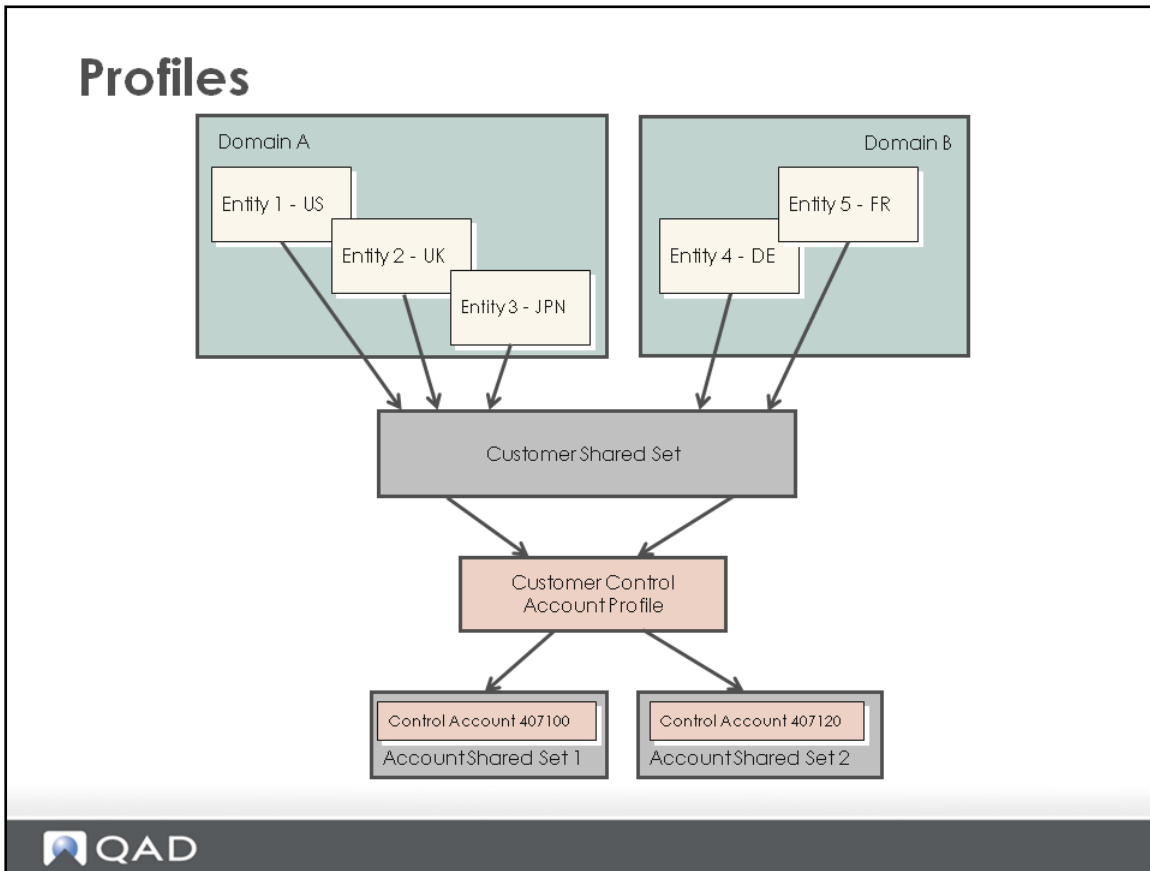 Profiles
Domain A
Domain B
Entity 1 - US
Entity 5 - FR
Entity 2 - UK
Entity 4 - DE
Entity 3 - JPN
Customer Shared Set
Customer Control
Account Profile
Control Account 407100
Control Account 407120
Account Shared Set 1
Account Shared Set 2
QAD